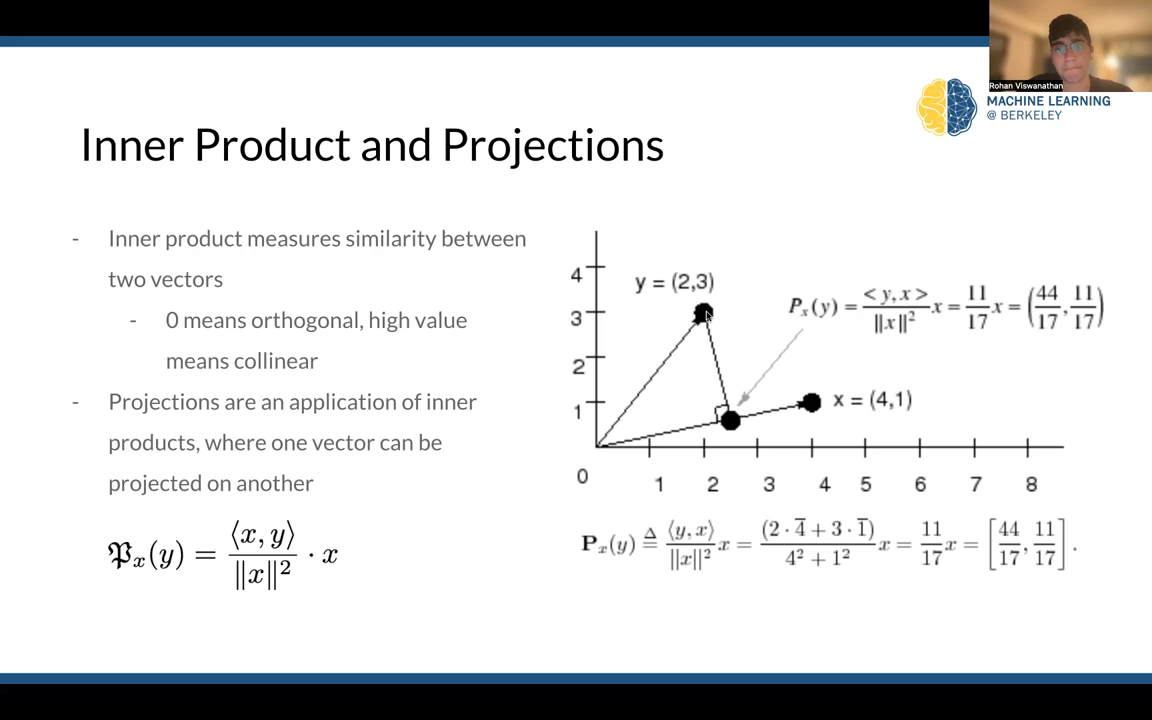 Rohan Viswanathan
MACHINE LEARNING
@ BERKELEY
Inner Product and Projections
- Inner product measures similarity between
two vectors
- 0 means orthogonal, high value
means collinear
- Projections are an application of inner
products, where one vector can be
projected on another
𝔓ₓ(y) = ⟨x, y⟩ / ‖x‖² · x
4
3
2
1
0
1 2 3 4 5 6 7 8
y = (2,3)
Pₓ(y) = <y,x> / ‖x‖² x = 11/17 x = (44/17, 11/17)
x = (4,1)
𝐏ₓ(y) ≜ ⟨y, x⟩ / ‖x‖² x = (2 · 4̅ + 3 · 1̅) / 4² + 1² x = 11/17 x = [44/17, 11/17] .